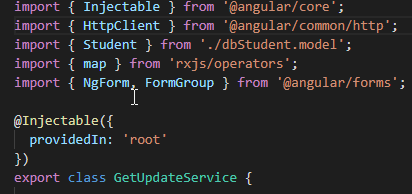 import { Injectable } from '@angular/core';
import { HttpClient } from '@angular/common/http';
import { Student } from './dbStudent.model';
import { map } from 'rxjs/operators';
import { NgForm, FormGroup } from '@angular/forms';
@Injectable({
providedIn: 'root'
})
export class GetUpdateService {